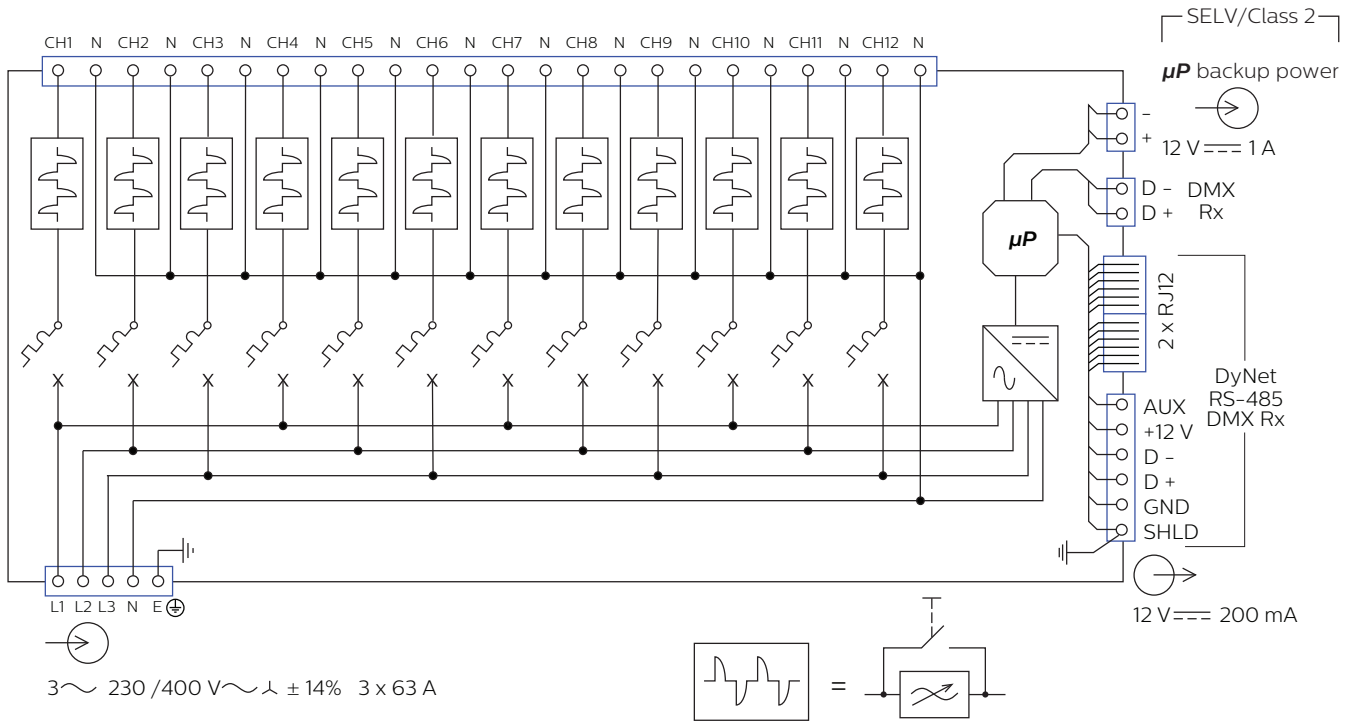 SELV/Class 2
CH1 N CH2 N CH3 N CH4 N CH5 N CH6 N CH7 N CH8 N CH9 N CH10 N CH11 N CH12 N
µP backup power
-
+
12 V⎓ 1 A
D - DMX
D + Rx
µP
2 x RJ12
DyNet
RS-485
DMX Rx
AUX
+12 V
D -
D +
GND
SHLD
12 V⎓ 200 mA
L1 L2 L3 N E
3～ 230 /400 V～ ⅄ ± 14% 3 x 63 A
=